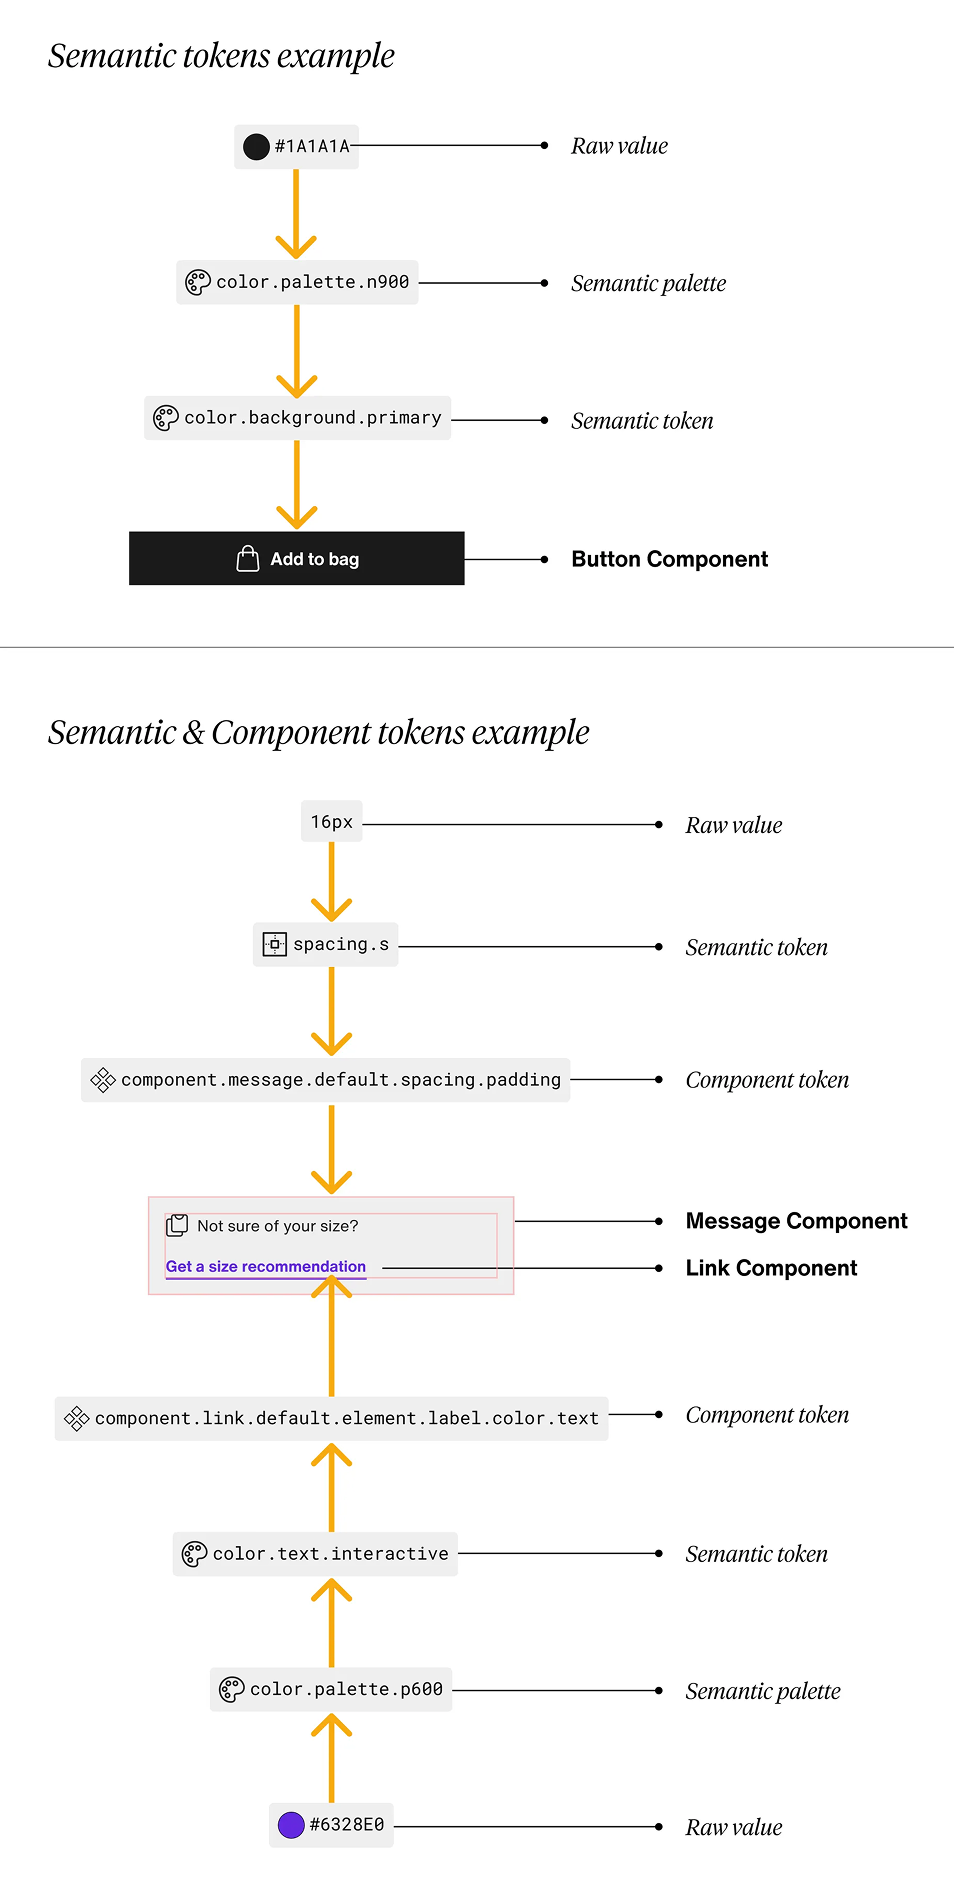 Semantic tokens example
#1A1A1A
Raw value
color.palette.n900
Semantic palette
color.background.primary
Semantic token
Add to bag
Button Component
Semantic & Component tokens example
16px
Raw value
spacing.s
Semantic token
component.message.default.spacing.padding
Component token
Not sure of your size?
Message Component
Get a size recommendation
Link Component
component.link.default.element.label.color.text
Component token
color.text.interactive
Semantic token
color.palette.p600
Semantic palette
#6328E0
Raw value